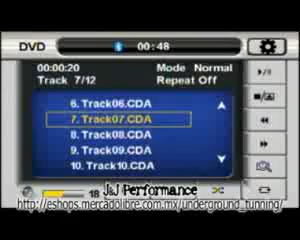 DVD 00:48
00:00:20 Mode Normal
Track 7/12 Repeat Off
6. Track06.CDA
7. Track07.CDA
8. Track08.CDA
9. Track09.CDA
10. Track10.CDA
18
J&J Performance
http://eshops.mercadolibre.com.mx/underground_tunning/